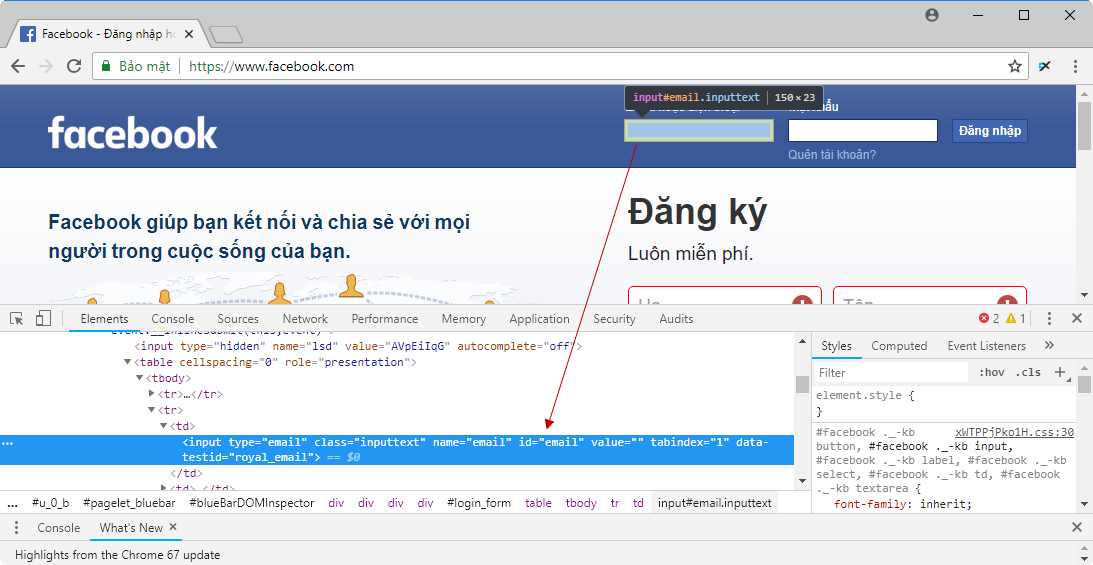 Facebook - Đăng nhập h
Bảo mật
https://www.facebook.com
input#email.inputtext 150×23
facebook
Đăng nhập
Quên tài khoản?
Facebook giúp bạn kết nối và chia sẻ với mọi
người trong cuộc sống của bạn.
Đăng ký
Luôn miễn phí.
Elements Console Sources Network Performance Memory Application Security Audits 2 1
<input type="hidden" name="lsd" value="AVpEiIqG" autocomplete="off">
<table cellspacing="0" role="presentation">
<tbody>
<tr>…</tr>
<tr>
<td>
... <input type="email" class="inputtext" name="email" id="email" value="" tabindex="1" data-
testid="royal_email"> == $0
</td>
... #u_0_b #pagelet_bluebar #blueBarDOMInspector div div div div #login_form table tbody tr td input#email.inputtext
Styles Computed Event Listeners »
Filter :hov .cls +
element.style {
}
#facebook ._-kb xWTPPjPko1H.css:30
button, #facebook ._-kb input,
#facebook ._-kb label, #facebook ._-kb
select, #facebook ._-kb td, #facebook
._-kb textarea {
font-family: inherit;
Console What's New
Highlights from the Chrome 67 update